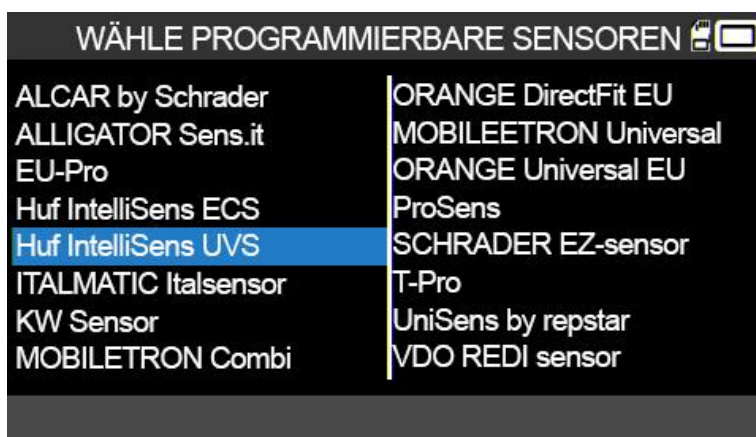 WÄHLE PROGRAMMIERBARE SENSOREN
ALCAR by Schrader
ALLIGATOR Sens.it
EU-Pro
Huf IntelliSens ECS
Huf IntelliSens UVS
ITALMATIC Italsensor
KW Sensor
MOBILETRON Combi
ORANGE DirectFit EU
MOBILEETRON Universal
ORANGE Universal EU
ProSens
SCHRADER EZ-sensor
T-Pro
UniSens by repstar
VDO REDI sensor